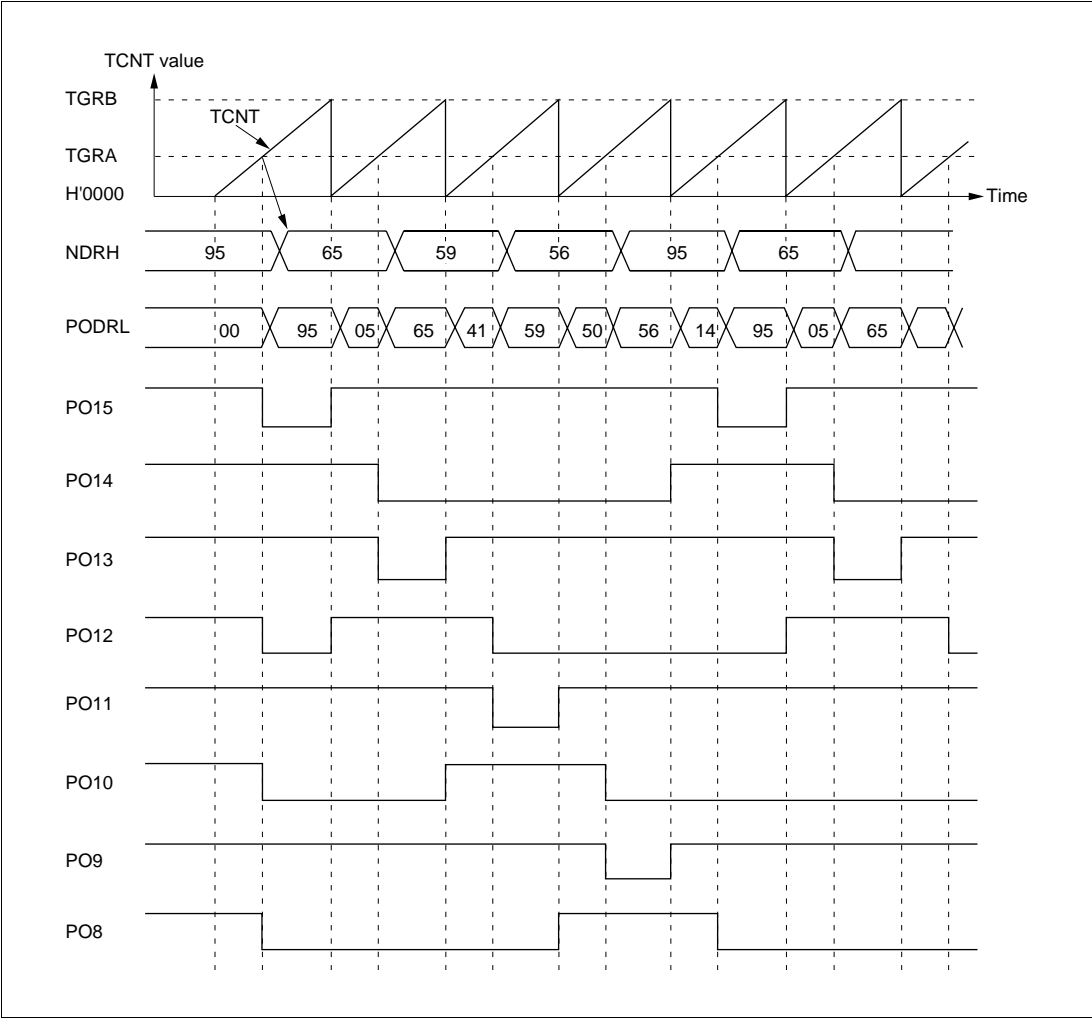 TCNT value
TGRB
TCNT
TGRA
H'0000
Time
NDRH 95 65 59 56 95 65
PODRL 00 95 05 65 41 59 50 56 14 95 05 65
PO15
PO14
PO13
PO12
PO11
PO10
PO9
PO8